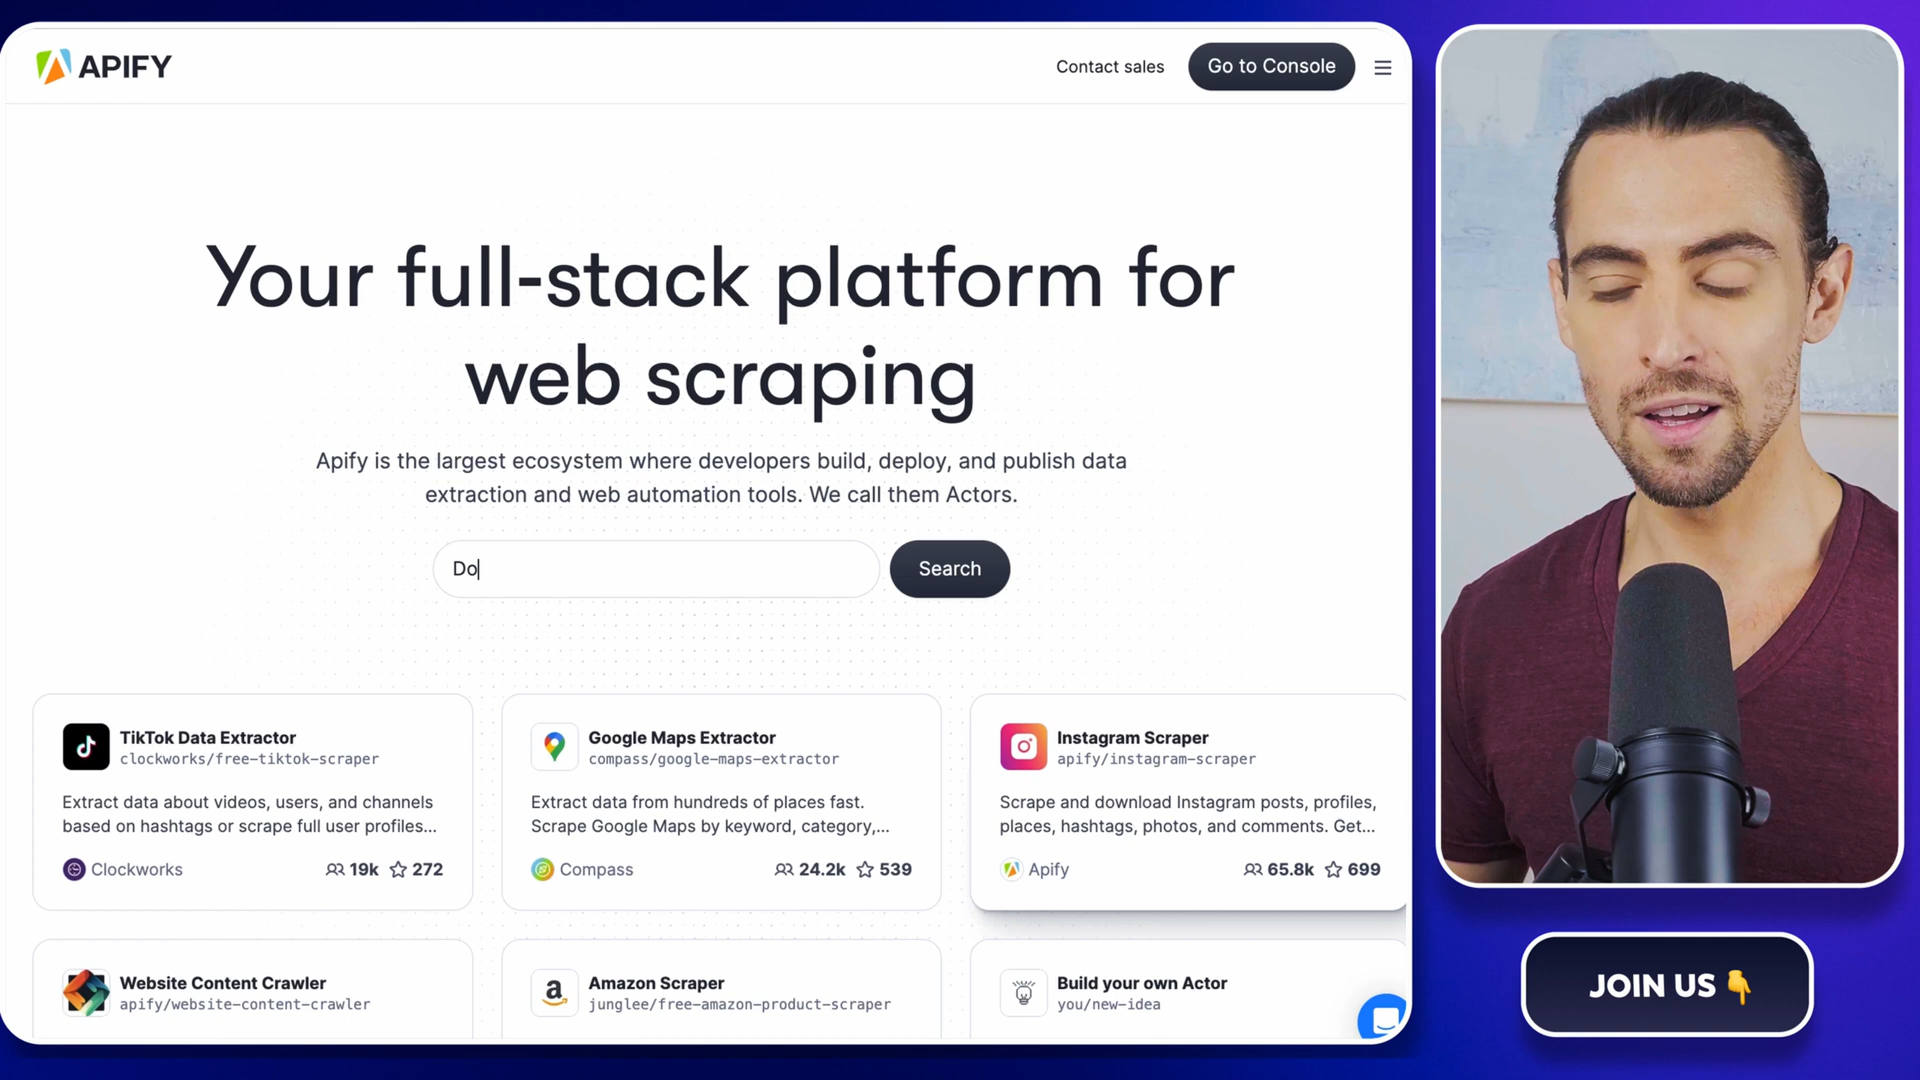 APIFY
Contact sales
Go to Console
Your full-stack platform for
web scraping
Apify is the largest ecosystem where developers build, deploy, and publish data
extraction and web automation tools. We call them Actors.
Do
Search
TikTok Data Extractor
clockworks/free-tiktok-scraper
Extract data about videos, users, and channels
based on hashtags or scrape full user profiles...
Clockworks 19k 272
Google Maps Extractor
compass/google-maps-extractor
Extract data from hundreds of places fast.
Scrape Google Maps by keyword, category,...
Compass 24.2k 539
Instagram Scraper
apify/instagram-scraper
Scrape and download Instagram posts, profiles,
places, hashtags, photos, and comments. Get...
Apify 65.8k 699
Website Content Crawler
apify/website-content-crawler
Amazon Scraper
junglee/free-amazon-product-scraper
Build your own Actor
you/new-idea
JOIN US 👇